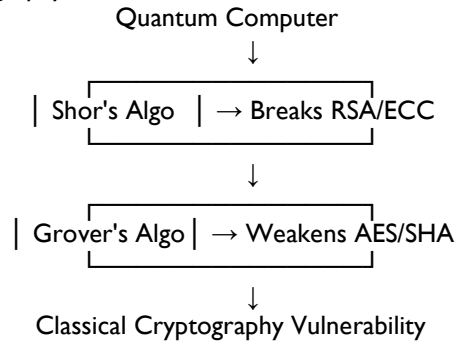 Quantum Computer
↓
| Shor's Algo | → Breaks RSA/ECC
↓
| Grover's Algo | → Weakens AES/SHA
↓
Classical Cryptography Vulnerability